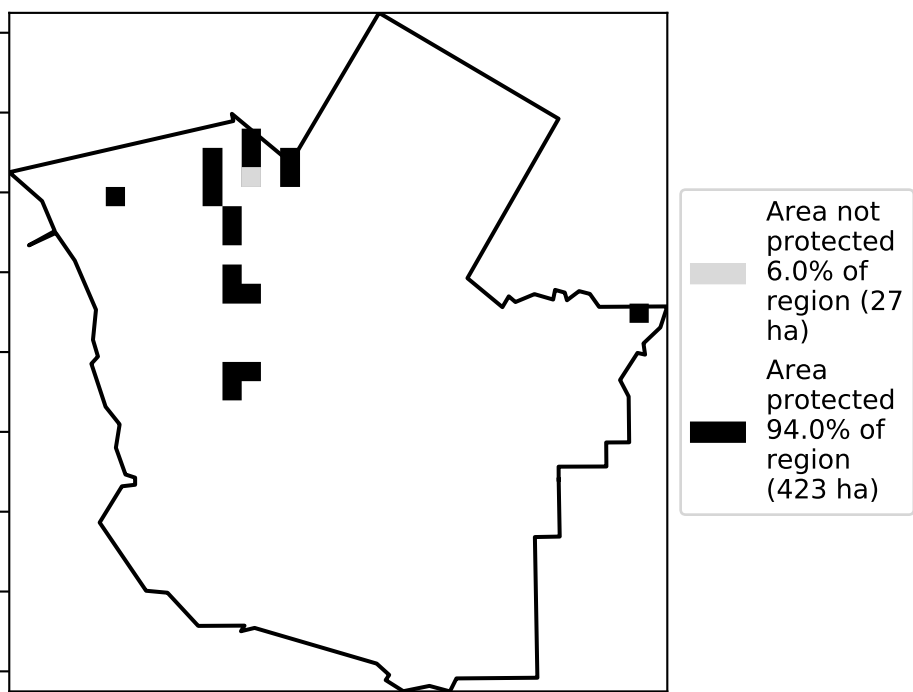 Area not
protected
6.0% of
region (27
ha)
Area
protected
94.0% of
region
(423 ha)